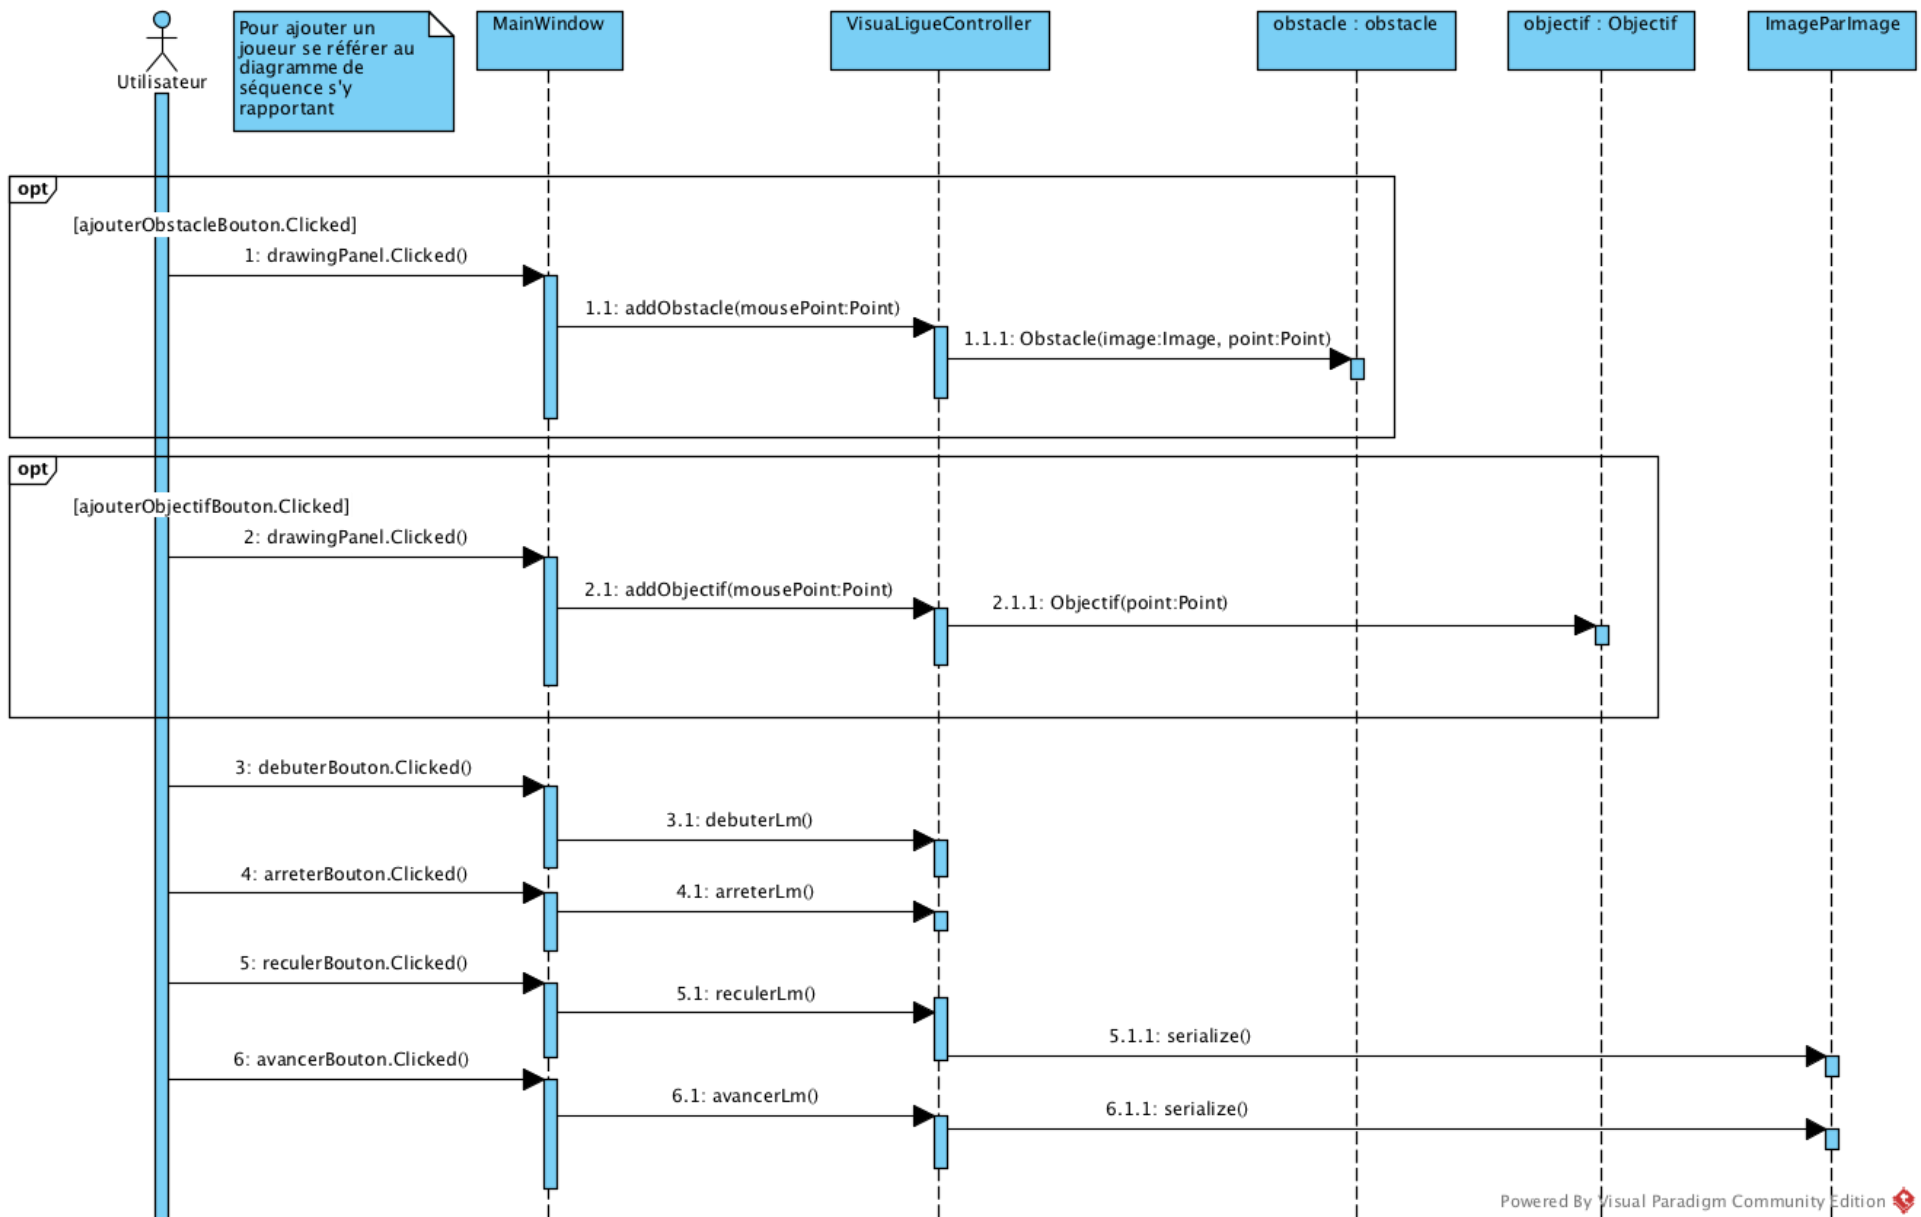 Utilisateur
Pour ajouter un
joueur se référer au
diagramme de
séquence s'y
rapportant
MainWindow
VisuaLigueController
obstacle : obstacle
objectif : Objectif
ImageParImage
opt
[ajouterObstacleBouton.Clicked]
1: drawingPanel.Clicked()
1.1: addObstacle(mousePoint:Point)
1.1.1: Obstacle(image:Image, point:Point)
opt
[ajouterObjectifBouton.Clicked]
2: drawingPanel.Clicked()
2.1: addObjectif(mousePoint:Point)
2.1.1: Objectif(point:Point)
3: debuterBouton.Clicked()
3.1: debuterLm()
4: arreterBouton.Clicked()
4.1: arreterLm()
5: reculerBouton.Clicked()
5.1: reculerLm()
5.1.1: serialize()
6: avancerBouton.Clicked()
6.1: avancerLm()
6.1.1: serialize()
Powered By Visual Paradigm Community Edition